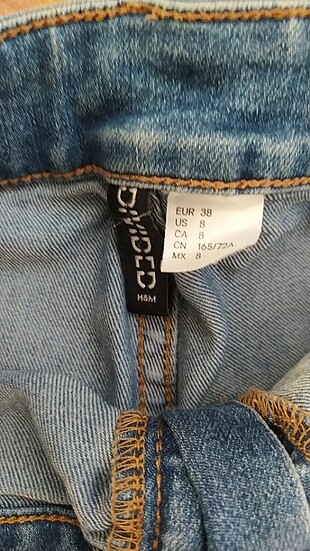 DIVIDED
H&M
EUR 38
US 8
CA 8
CN 165/72A
MX 8